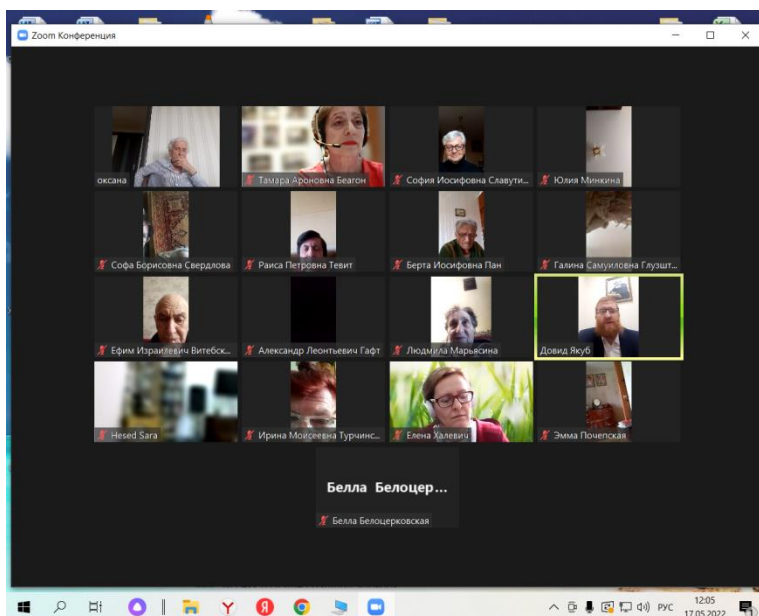 Zoom Конференция
оксана
Тамара Ароновна Беагон
София Иосифовна Славути...
Юлия Минкина
Софа Борисовна Свердлова
Раиса Петровна Тевит
Берта Иосифовна Пан
Галина Самуиловна Глузшт...
Ефим Израилевич Витебск...
Александр Леонтьевич Гафт
Людмила Марьясина
Довид Якуб
Hesed Sara
Ирина Моисеевна Турчинс...
Елена Халевич
Эмма Почепская
Белла Белоцер...
Белла Белоцерковская
РУС
12:05
17.05.2022